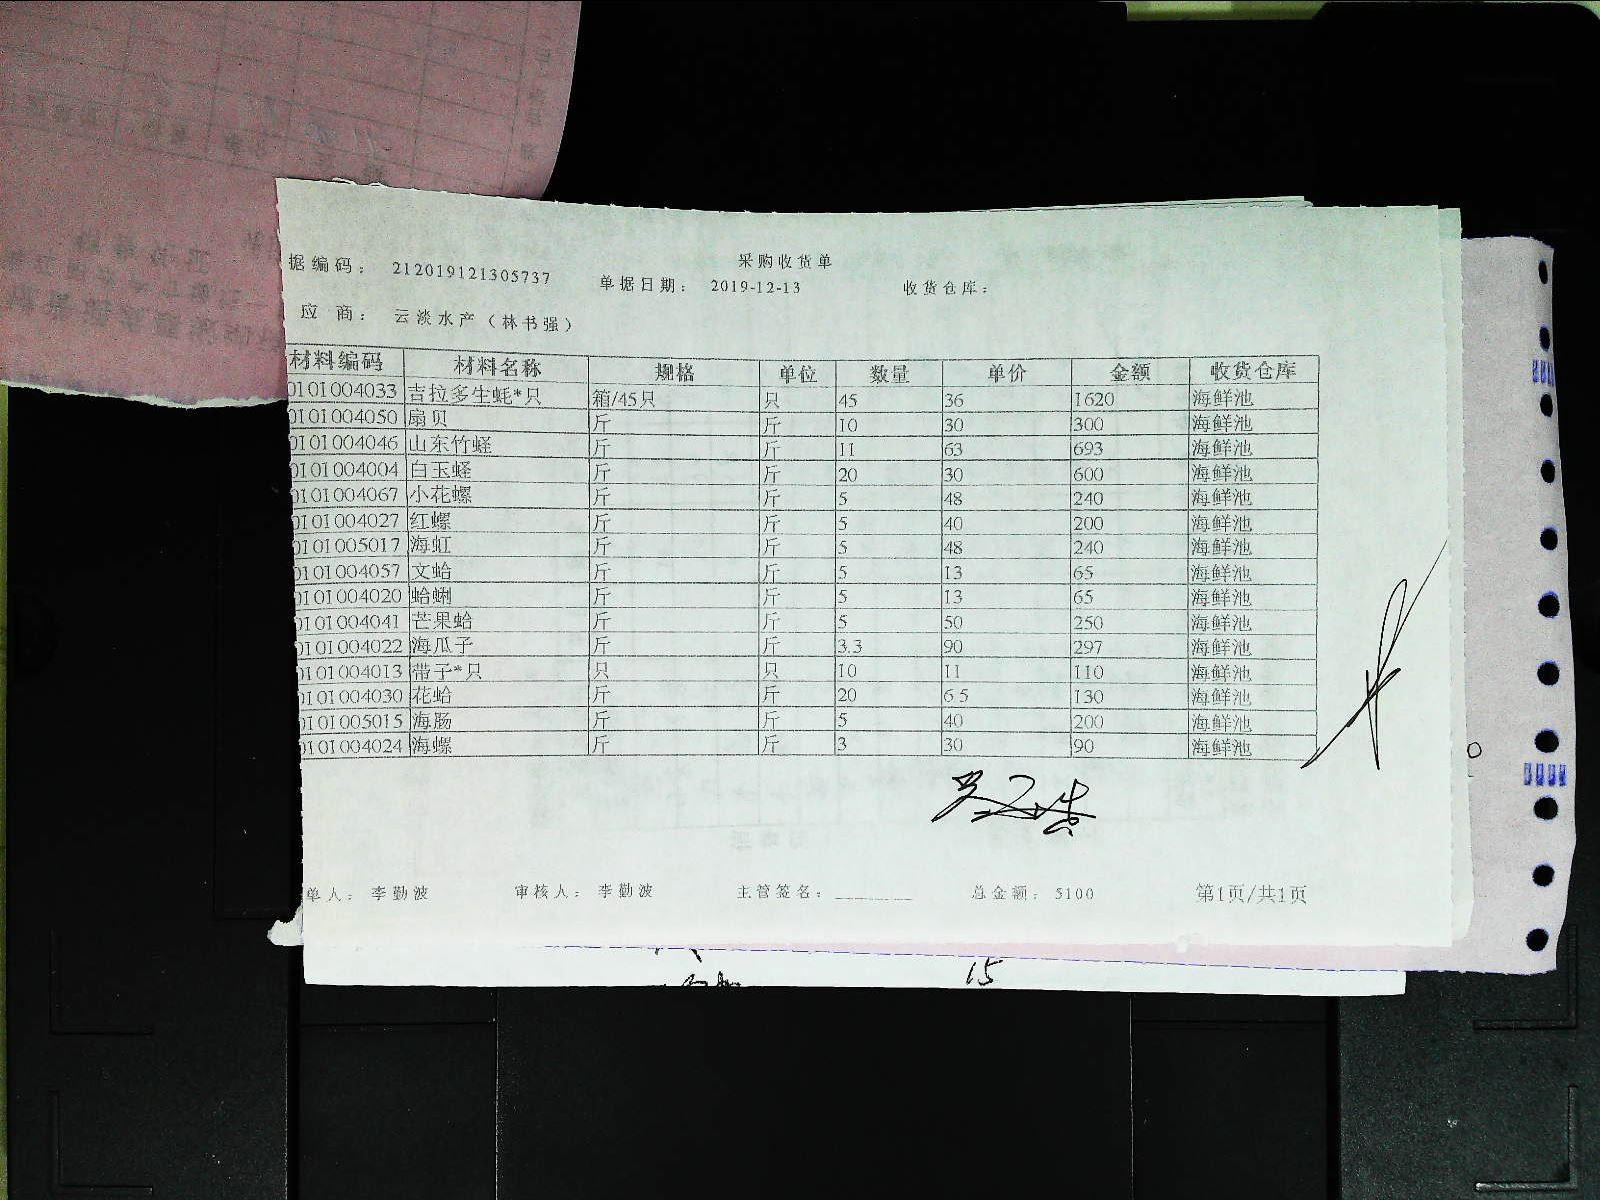 采购收货单
据编码： 212019121305737 单据日期： 2019-12-13 收货仓库：
应 商： 云淡水产（林书强）
材料编码 材料名称 规格 单位 数量 单价 金额 收货仓库
0101004033 吉拉多生蚝*只 箱/45只 只 45 36 1620 海鲜池
0101004050 扇贝 斤 斤 10 30 300 海鲜池
0101004046 山东竹蛏 斤 斤 11 63 693 海鲜池
0101004004 白玉蛏 斤 斤 20 30 600 海鲜池
0101004067 小花螺 斤 斤 5 48 240 海鲜池
0101004027 红螺 斤 斤 5 40 200 海鲜池
0101005017 海虹 斤 斤 5 48 240 海鲜池
0101004057 文蛤 斤 斤 5 13 65 海鲜池
0101004020 蛤蜊 斤 斤 5 13 65 海鲜池
0101004041 芒果蛤 斤 斤 5 50 250 海鲜池
0101004022 海瓜子 斤 斤 3.3 90 297 海鲜池
0101004013 带子*只 只 只 10 11 110 海鲜池
0101004030 花蛤 斤 斤 20 6.5 130 海鲜池
0101005015 海肠 斤 斤 5 40 200 海鲜池
0101004024 海螺 斤 斤 3 30 90 海鲜池
单人： 李勤波 审核人： 李勤波 主管签名：________ 总金额： 5100 第1页/共1页
15